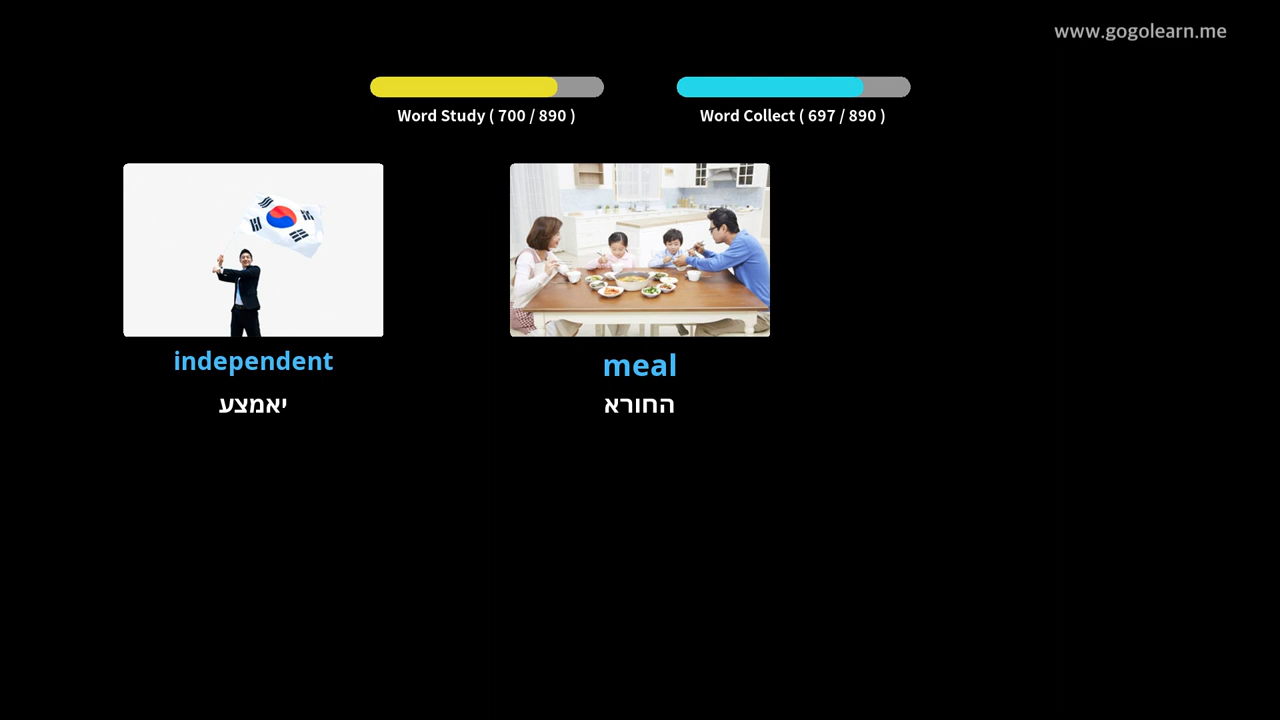 www.gogolearn.me
Word Study ( 700 / 890 )
Word Collect ( 697 / 890 )
independent
יאמצע
meal
החורא